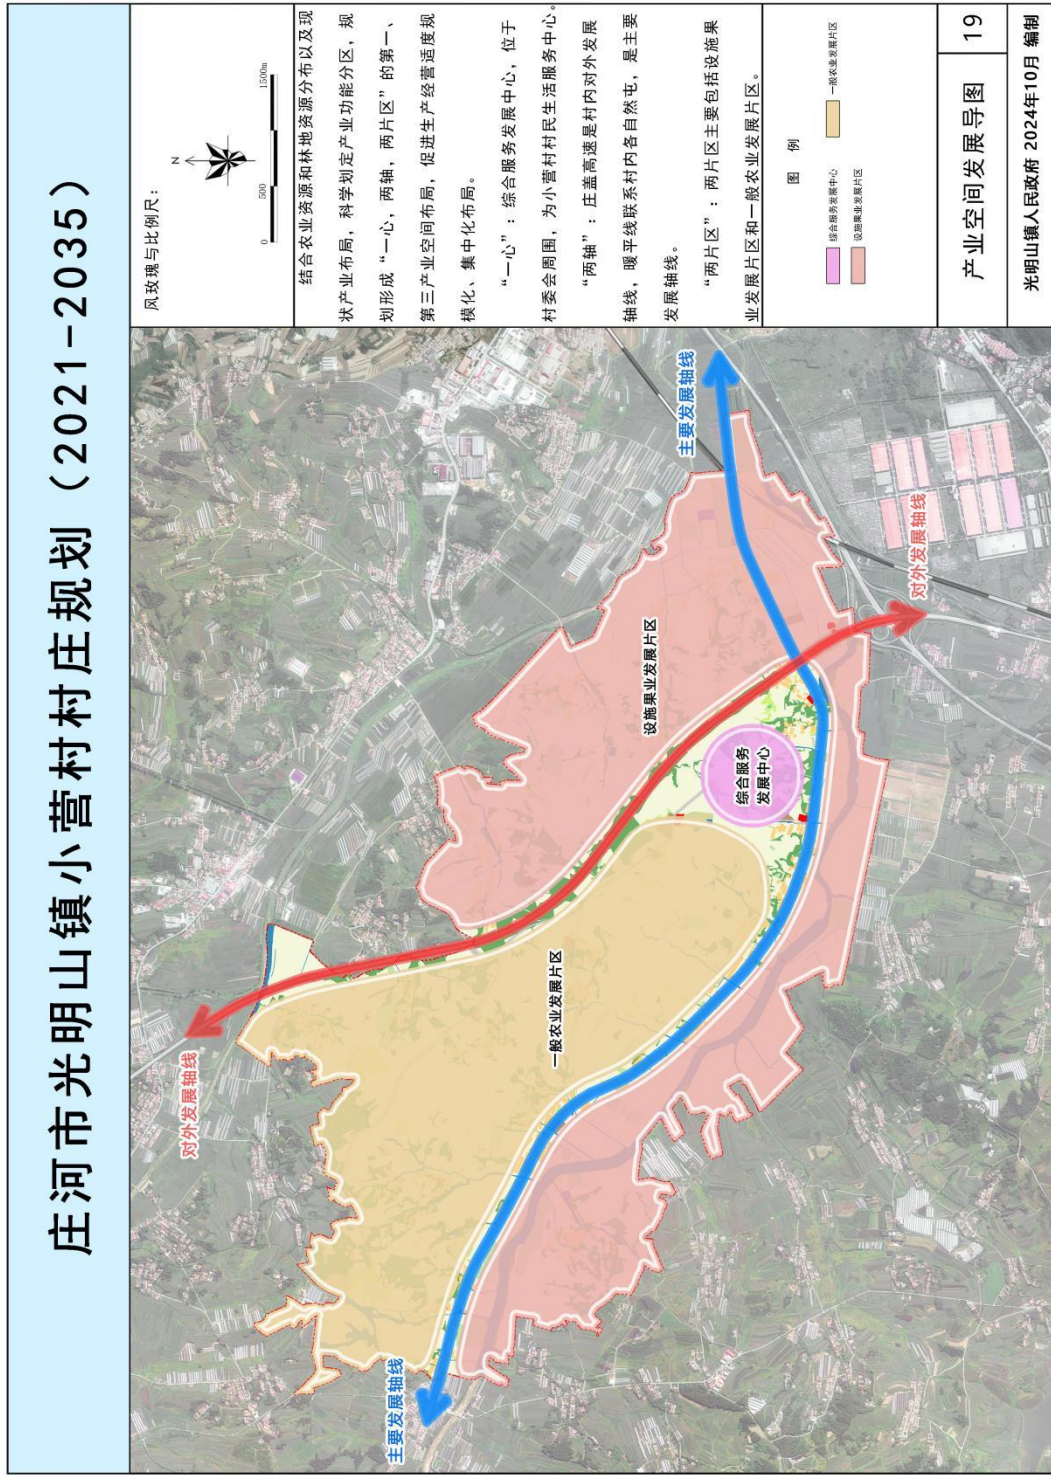 庄河市光明山镇小营村村庄规划（2021-2035）
风玫瑰与比例尺：
N
0 500 1500m
结合农业资源和林地资源分布以及现
状产业布局，科学划定产业功能分区，规
划形成“一心，两轴，两片区”的第一、
第三产业空间布局，促进生产经营适度规
模化、集中化布局。
“一心”：综合服务发展中心，位于
村委会周围，为小营村村民生活服务中心。
“两轴”：庄盖高速是村内对外发展
轴线，暖平线联系村内各自然屯，是主要
发展轴线。
“两片区”：两片区主要包括设施果
业发展片区和一般农业发展片区。
图 例
综合服务发展中心
一般农业发展片区
设施果业发展片区
产业空间发展导图
19
光明山镇人民政府 2024年10月 编制
对外发展轴线
主要发展轴线
一般农业发展片区
设施果业发展片区
综合服务
发展中心
主要发展轴线
对外发展轴线